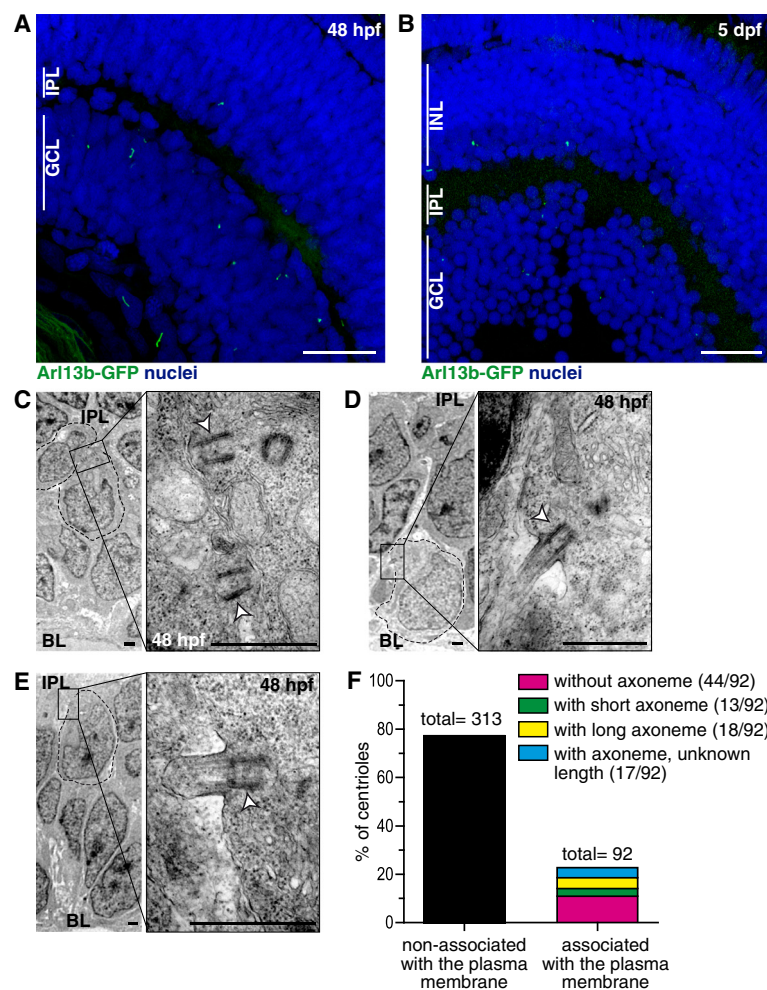 A
48 hpf
IPL
GCL
Arl13b-GFP nuclei
B
5 dpf
INL
IPL
GCL
Arl13b-GFP nuclei
C
IPL
BL
48 hpf
D
IPL
48 hpf
BL
E
IPL
48 hpf
BL
F
without axoneme (44/92)
with short axoneme (13/92)
with long axoneme (18/92)
with axoneme, unknown
length (17/92)
% of centrioles
100
80
60
40
20
0
total= 313
total= 92
non-associated
with the plasma
membrane
associated
with the plasma
membrane